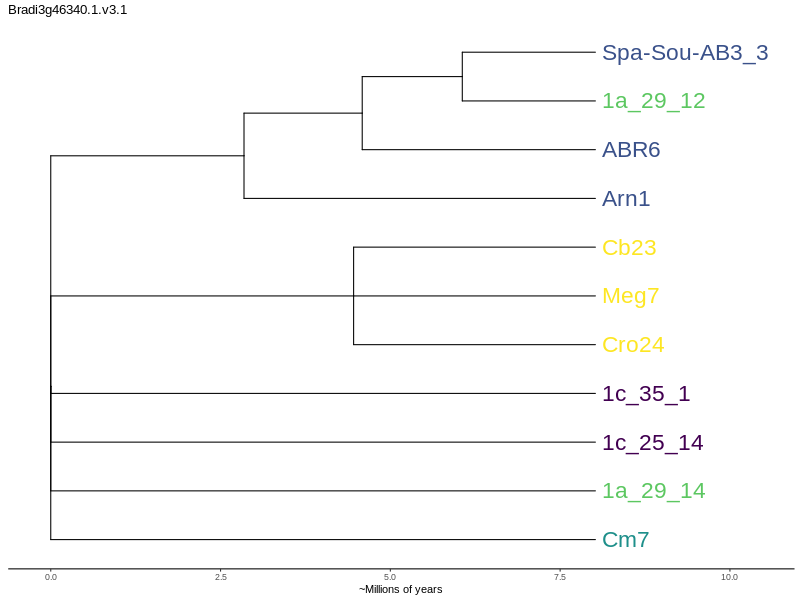 Bradi3g46340.1.v3.1
Spa-Sou-AB3_3
1a_29_12
ABR6
Arn1
Cb23
Meg7
Cro24
1c_35_1
1c_25_14
1a_29_14
Cm7
0.0 2.5 5.0 7.5 10.0
~Millions of years